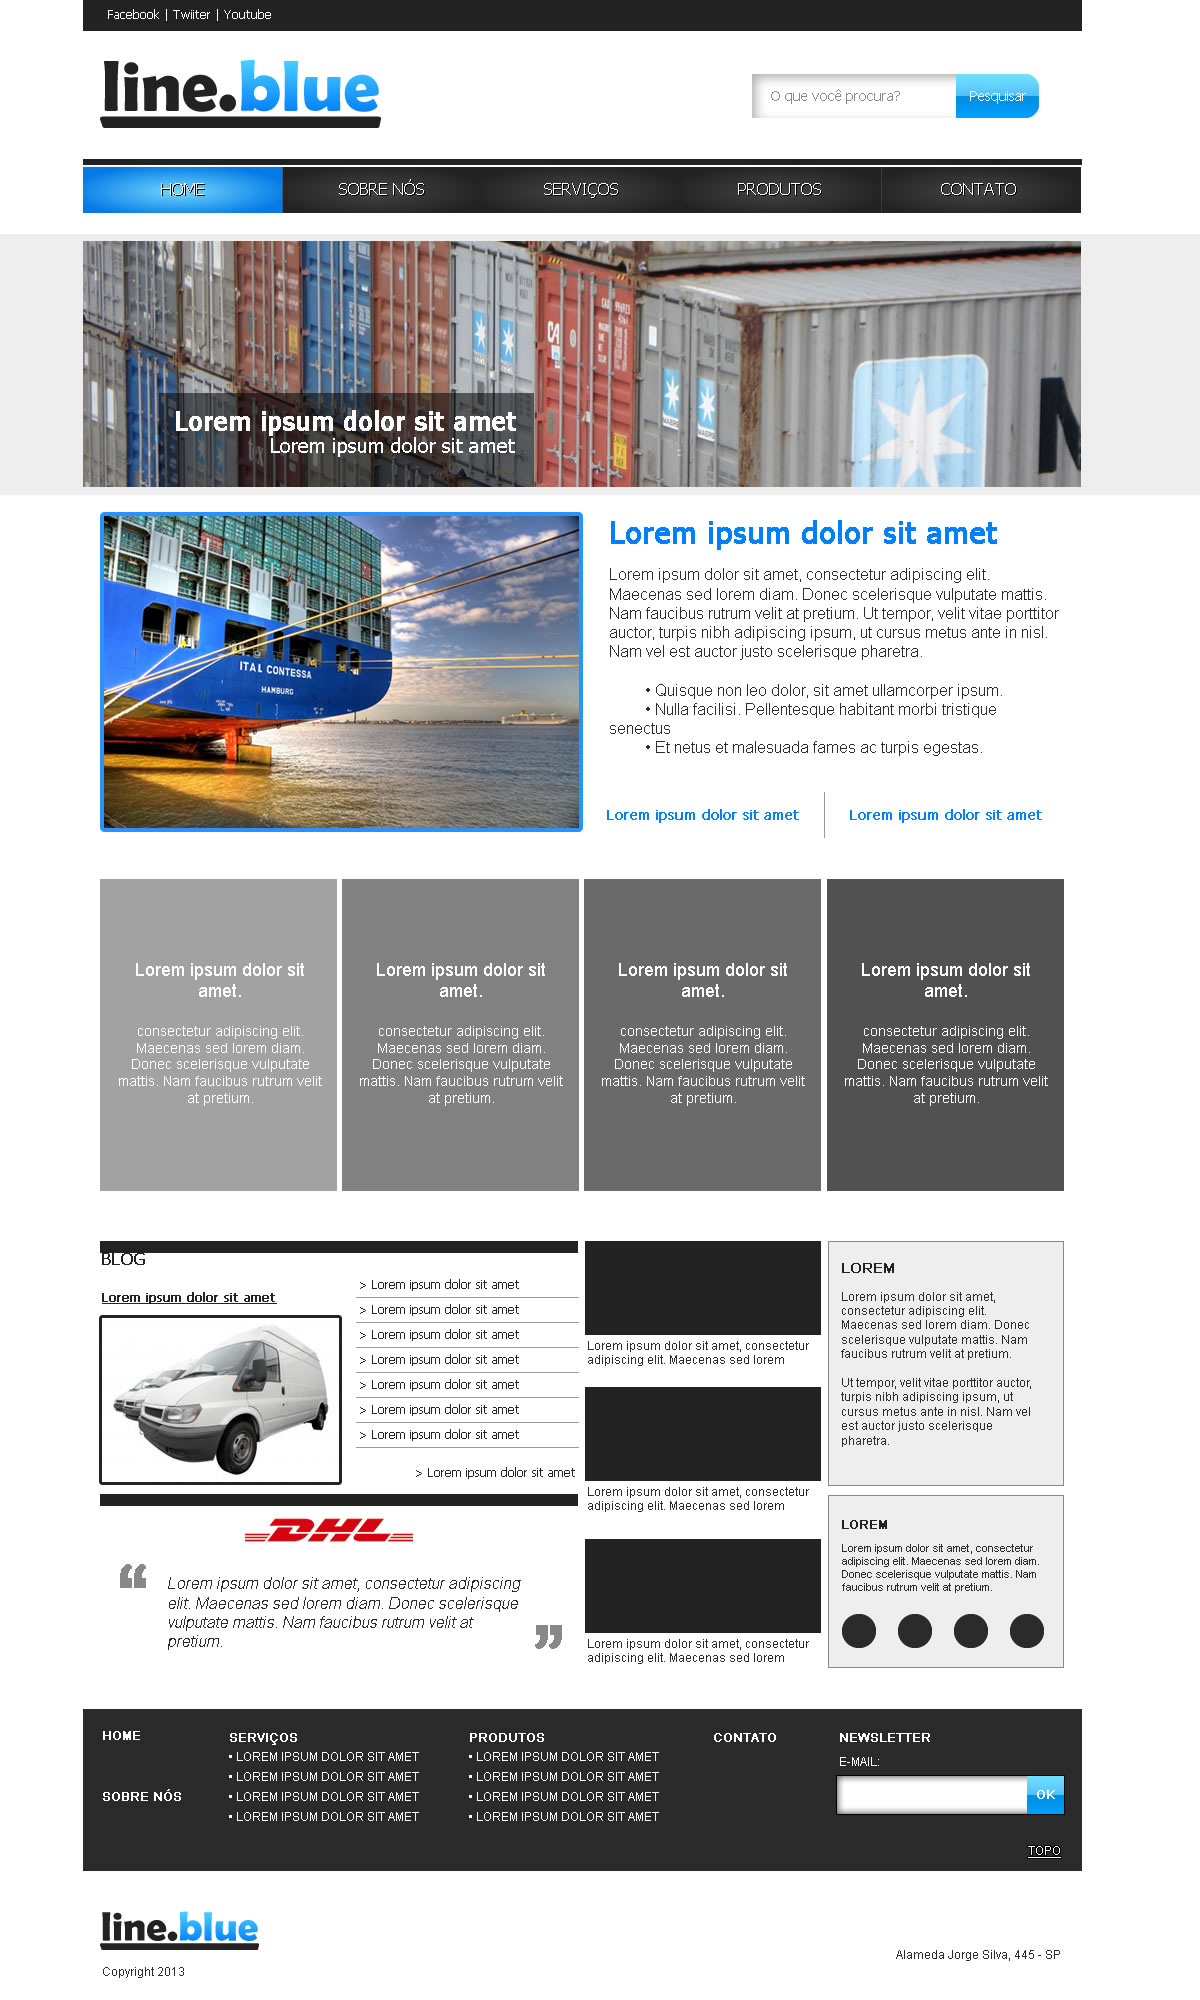 Facebook | Twiiter | Youtube
line.blue
O que você procura? Pesquisar
HOME SOBRE NÓS SERVIÇOS PRODUTOS CONTATO
Lorem ipsum dolor sit amet
Lorem ipsum dolor sit amet
ITAL CONTESSA
HAMBURG
Lorem ipsum dolor sit amet
Lorem ipsum dolor sit amet, consectetur adipiscing elit.
Maecenas sed lorem diam. Donec scelerisque vulputate mattis.
Nam faucibus rutrum velit at pretium. Ut tempor, velit vitae porttitor
auctor, turpis nibh adipiscing ipsum, ut cursus metus ante in nisl.
Nam vel est auctor justo scelerisque pharetra.
• Quisque non leo dolor, sit amet ullamcorper ipsum.
• Nulla facilisi. Pellentesque habitant morbi tristique
senectus
• Et netus et malesuada fames ac turpis egestas.
Lorem ipsum dolor sit amet
Lorem ipsum dolor sit amet
Lorem ipsum dolor sit
amet.
consectetur adipiscing elit.
Maecenas sed lorem diam.
Donec scelerisque vulputate
mattis. Nam faucibus rutrum velit
at pretium.
Lorem ipsum dolor sit
amet.
consectetur adipiscing elit.
Maecenas sed lorem diam.
Donec scelerisque vulputate
mattis. Nam faucibus rutrum velit
at pretium.
Lorem ipsum dolor sit
amet.
consectetur adipiscing elit.
Maecenas sed lorem diam.
Donec scelerisque vulputate
mattis. Nam faucibus rutrum velit
at pretium.
Lorem ipsum dolor sit
amet.
consectetur adipiscing elit.
Maecenas sed lorem diam.
Donec scelerisque vulputate
mattis. Nam faucibus rutrum velit
at pretium.
BLOG
Lorem ipsum dolor sit amet
> Lorem ipsum dolor sit amet
> Lorem ipsum dolor sit amet
> Lorem ipsum dolor sit amet
> Lorem ipsum dolor sit amet
> Lorem ipsum dolor sit amet
> Lorem ipsum dolor sit amet
> Lorem ipsum dolor sit amet
> Lorem ipsum dolor sit amet
DHL
“ Lorem ipsum dolor sit amet, consectetur adipiscing
elit. Maecenas sed lorem diam. Donec scelerisque
vulputate mattis. Nam faucibus rutrum velit at
pretium. ”
Lorem ipsum dolor sit amet, consectetur
adipiscing elit. Maecenas sed lorem
Lorem ipsum dolor sit amet, consectetur
adipiscing elit. Maecenas sed lorem
Lorem ipsum dolor sit amet, consectetur
adipiscing elit. Maecenas sed lorem
LOREM
Lorem ipsum dolor sit amet,
consectetur adipiscing elit.
Maecenas sed lorem diam. Donec
scelerisque vulputate mattis. Nam
faucibus rutrum velit at pretium.
Ut tempor, velit vitae porttitor auctor,
turpis nibh adipiscing ipsum, ut
cursus metus ante in nisl. Nam vel
est auctor justo scelerisque
pharetra.
LOREM
Lorem ipsum dolor sit amet, consectetur
adipiscing elit. Maecenas sed lorem diam.
Donec scelerisque vulputate mattis. Nam
faucibus rutrum velit at pretium.
HOME
SOBRE NÓS
SERVIÇOS
• LOREM IPSUM DOLOR SIT AMET
• LOREM IPSUM DOLOR SIT AMET
• LOREM IPSUM DOLOR SIT AMET
• LOREM IPSUM DOLOR SIT AMET
PRODUTOS
• LOREM IPSUM DOLOR SIT AMET
• LOREM IPSUM DOLOR SIT AMET
• LOREM IPSUM DOLOR SIT AMET
• LOREM IPSUM DOLOR SIT AMET
CONTATO
NEWSLETTER
E-MAIL:
OK
TOPO
line.blue
Copyright 2013
Alameda Jorge Silva, 445 - SP